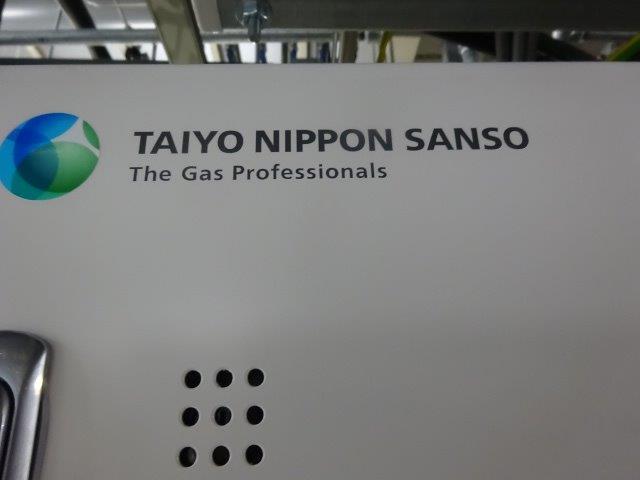 TAIYO NIPPON SANSO
The Gas Professionals